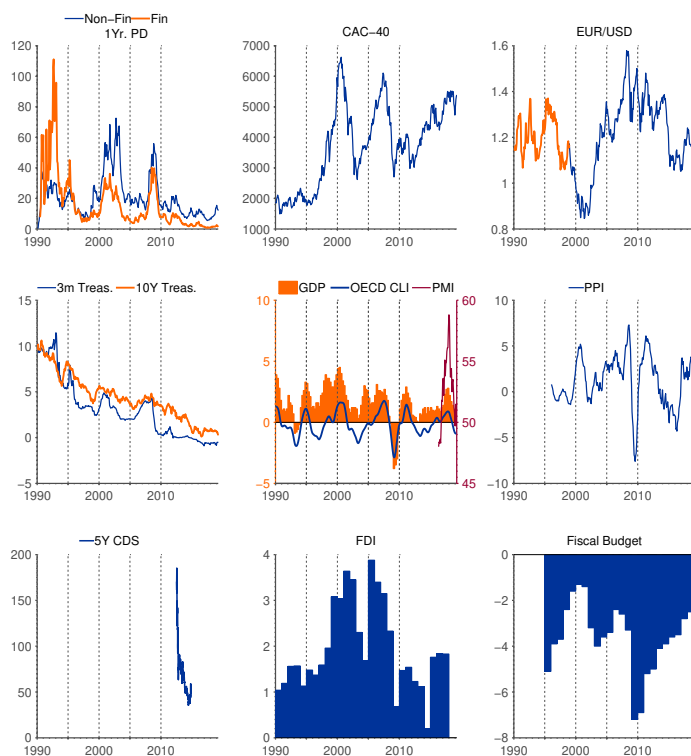 Non−Fin Fin
1Yr. PD
120
100
80
60
40
20
0
1990 2000 2010
CAC−40
7000
6000
5000
4000
3000
2000
1000
1990 2000 2010
EUR/USD
1.6
1.4
1.2
1
0.8
1990 2000 2010
3m Treas. 10Y Treas.
15
10
5
0
−5
1990 2000 2010
GDP OECD CLI PMI
10 60
5 55
0 50
−5 45
1990 2000 2010
PPI
10
5
0
−5
−10
1990 2000 2010
5Y CDS
200
150
100
50
0
1990 2000 2010
FDI
4
3
2
1
0
1990 2000 2010
Fiscal Budget
0
−2
−4
−6
−8
1990 2000 2010